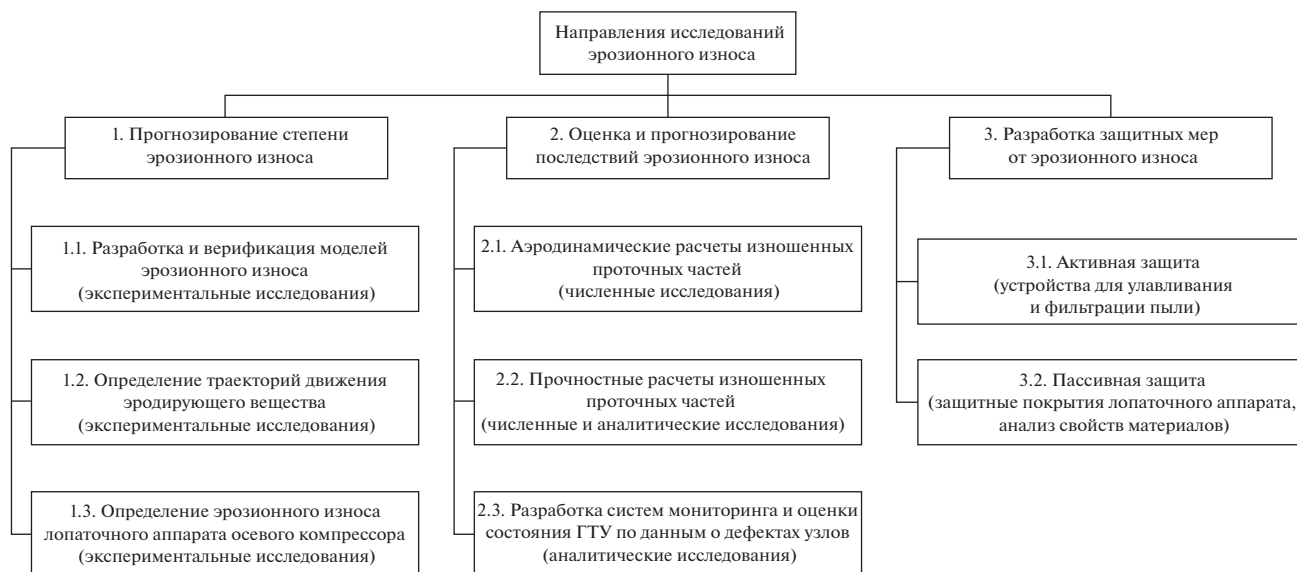 Направления исследований
эрозионного износа
1. Прогнозирование степени
эрозионного износа
2. Оценка и прогнозирование
последствий эрозионного износа
3. Разработка защитных мер
от эрозионного износа
1.1. Разработка и верификация моделей
эрозионного износа
(экспериментальные исследования)
1.2. Определение траекторий движения
эродирующего вещества
(экспериментальные исследования)
1.3. Определение эрозионного износа
лопаточного аппарата осевого компрессора
(экспериментальные исследования)
2.1. Аэродинамические расчеты изношенных
проточных частей
(численные исследования)
2.2. Прочностные расчеты изношенных
проточных частей
(численные и аналитические исследования)
2.3. Разработка систем мониторинга и оценки
состояния ГТУ по данным о дефектах узлов
(аналитические исследования)
3.1. Активная защита
(устройства для улавливания
и фильтрации пыли)
3.2. Пассивная защита
(защитные покрытия лопаточного аппарата,
анализ свойств материалов)